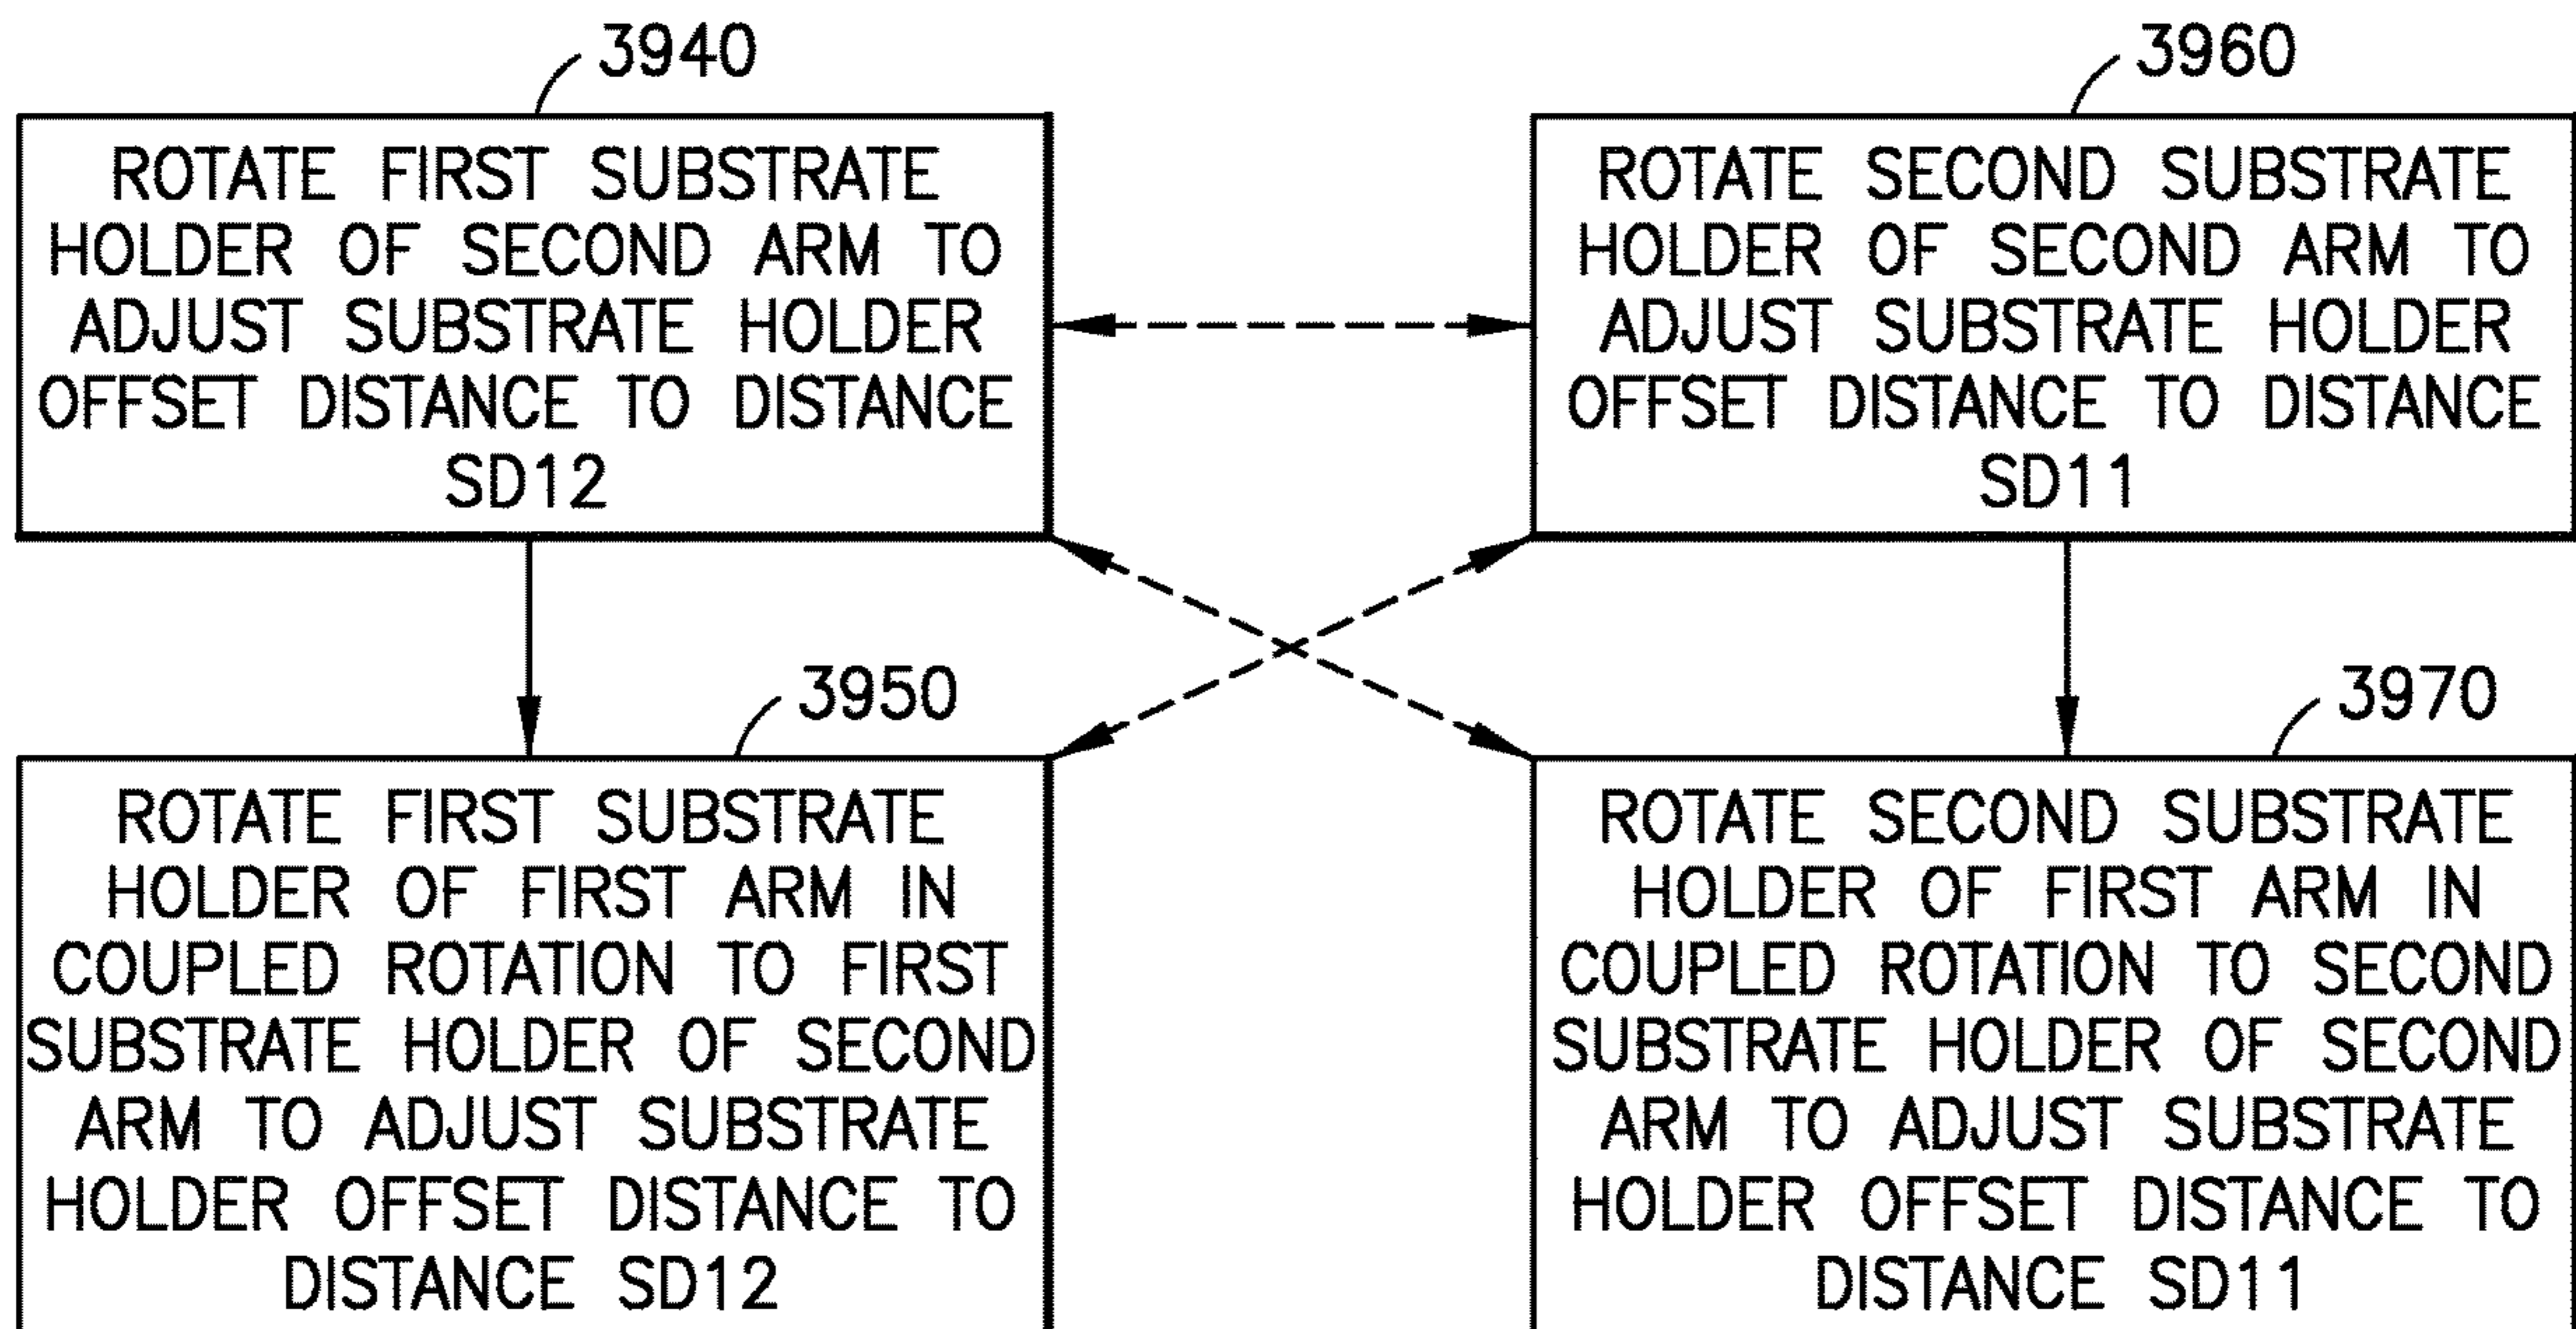 3940
ROTATE FIRST SUBSTRATE
HOLDER OF SECOND ARM TO
ADJUST SUBSTRATE HOLDER
OFFSET DISTANCE TO DISTANCE
SD12
3960
ROTATE SECOND SUBSTRATE
HOLDER OF SECOND ARM TO
ADJUST SUBSTRATE HOLDER
OFFSET DISTANCE TO DISTANCE
SD11
3950
ROTATE FIRST SUBSTRATE
HOLDER OF FIRST ARM IN
COUPLED ROTATION TO FIRST
SUBSTRATE HOLDER OF SECOND
ARM TO ADJUST SUBSTRATE
HOLDER OFFSET DISTANCE TO
DISTANCE SD12
3970
ROTATE SECOND SUBSTRATE
HOLDER OF FIRST ARM IN
COUPLED ROTATION TO SECOND
SUBSTRATE HOLDER OF SECOND
ARM TO ADJUST SUBSTRATE
HOLDER OFFSET DISTANCE TO
DISTANCE SD11